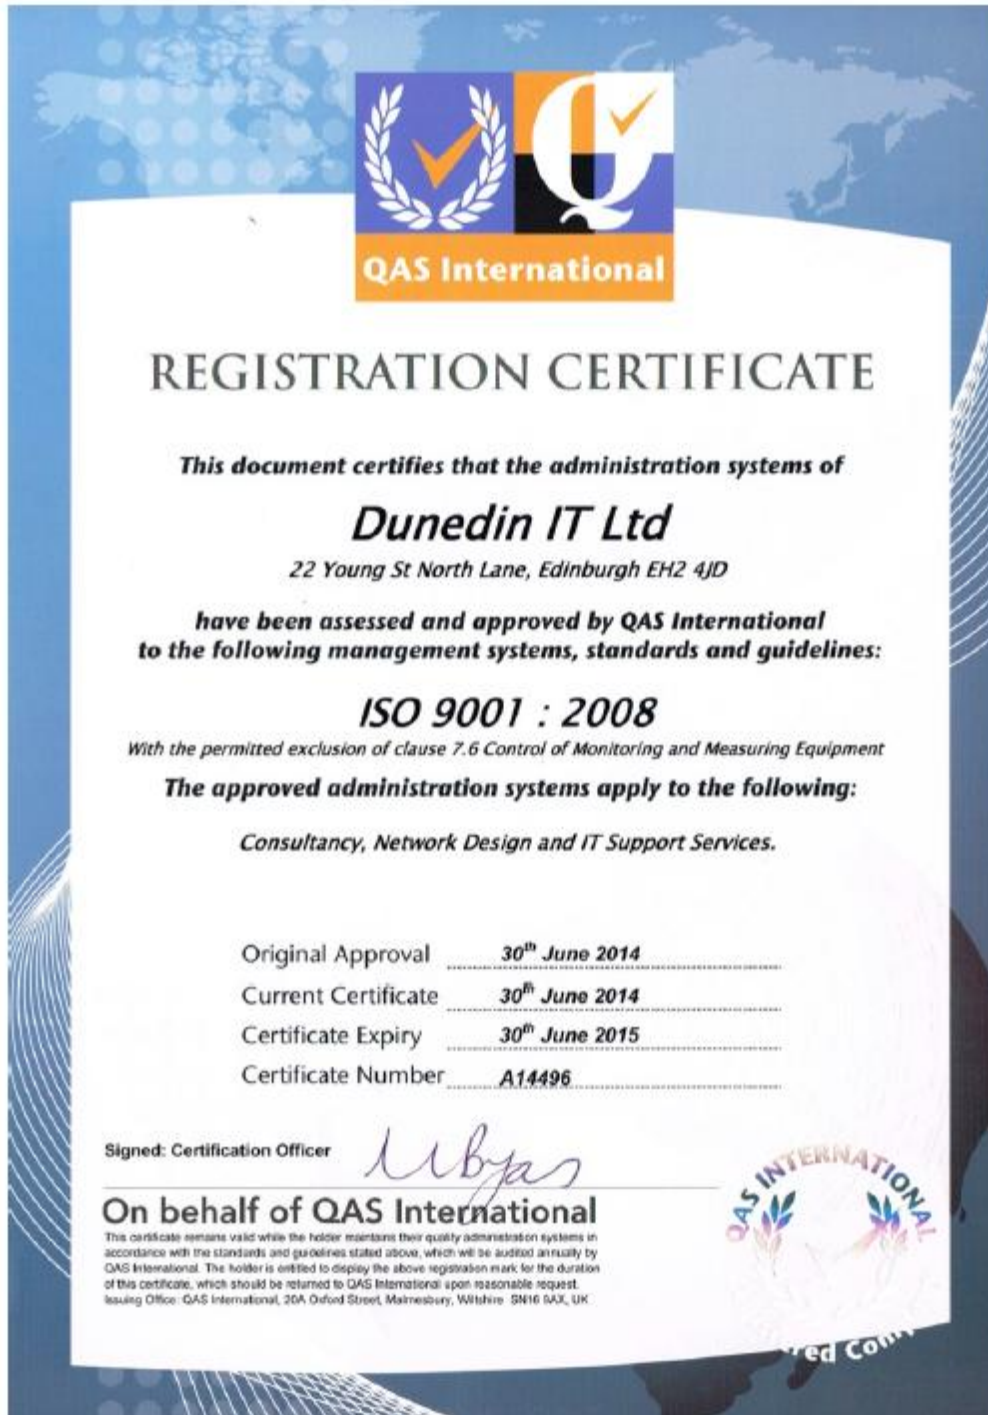 QAS International
REGISTRATION CERTIFICATE
This document certifies that the administration systems of
Dunedin IT Ltd
22 Young St North Lane, Edinburgh EH2 4JD
have been assessed and approved by QAS International
to the following management systems, standards and guidelines:
ISO 9001 : 2008
With the permitted exclusion of clause 7.6 Control of Monitoring and Measuring Equipment
The approved administration systems apply to the following:
Consultancy, Network Design and IT Support Services.
Original Approval 30th June 2014
Current Certificate 30th June 2014
Certificate Expiry 30th June 2015
Certificate Number A14496
Signed: Certification Officer
On behalf of QAS International
This certificate remains valid while the holder maintains their quality administration systems in
accordance with the standards and guidelines stated above, which will be audited annually by
QAS International. The holder is entitled to display the above registration mark for the duration
of this certificate, which should be returned to QAS International upon reasonable request.
Issuing Office: QAS International, 20A Oxford Street, Malmesbury, Wiltshire SN16 9AX, UK
QAS INTERNATIONAL